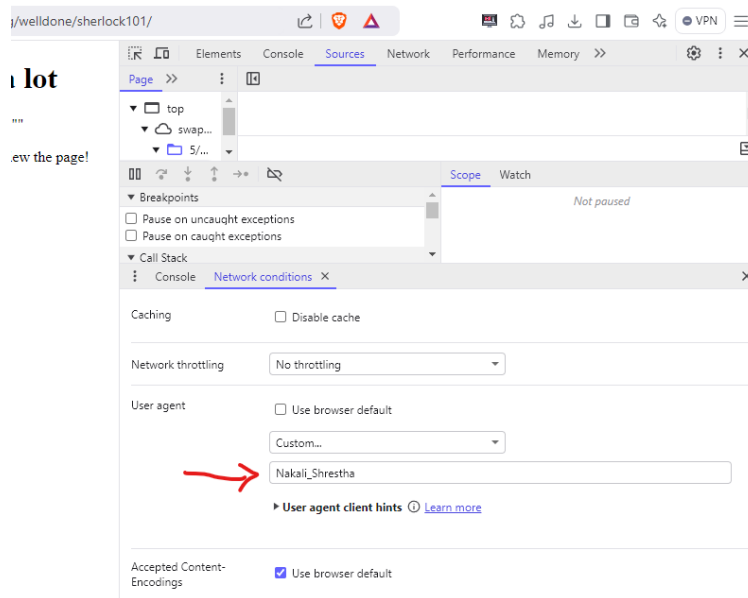 g/welldone/sherlock101/
VPN
lot
""
ew the page!
Elements Console Sources Network Performance Memory
Page
top
swap...
5/...
Scope Watch
Not paused
Breakpoints
Pause on uncaught exceptions
Pause on caught exceptions
Call Stack
Console Network conditions
Caching
Disable cache
Network throttling
No throttling
User agent
Use browser default
Custom...
Nakali_Shrestha
User agent client hints Learn more
Accepted Content-
Encodings
Use browser default